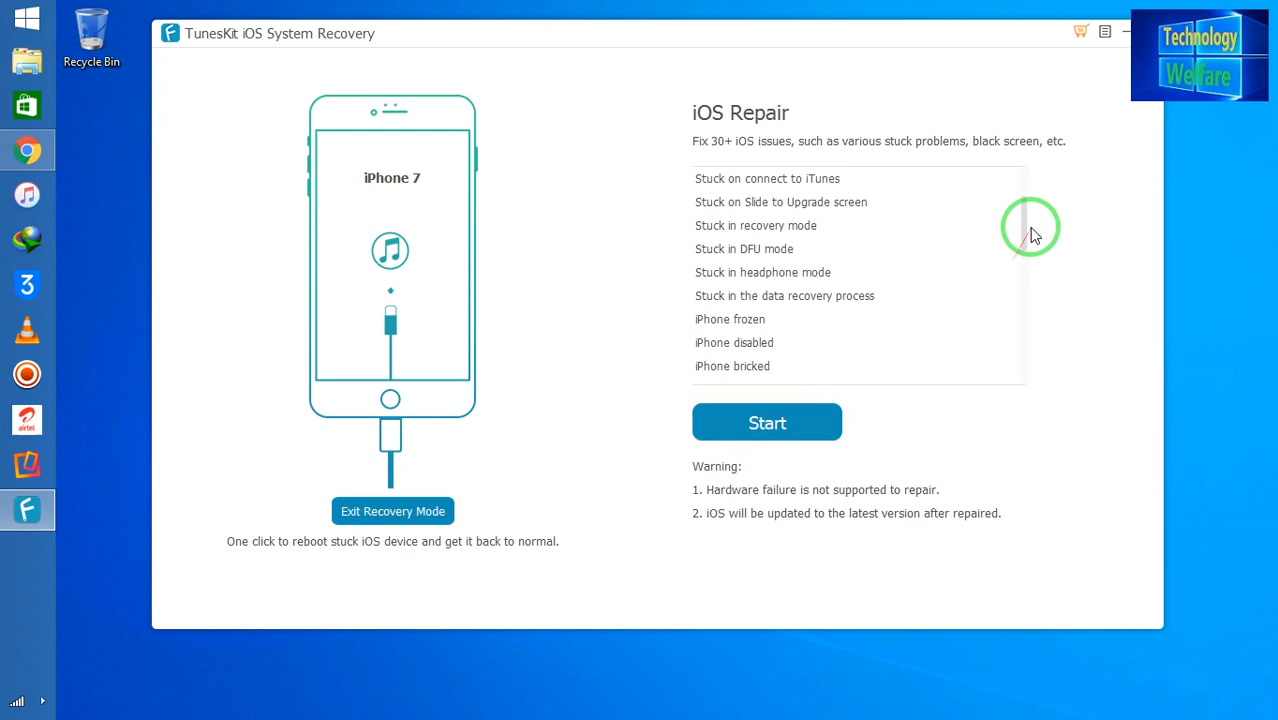 TunesKit iOS System Recovery
Technology
Welfare
Recycle Bin
iPhone 7
Exit Recovery Mode
One click to reboot stuck iOS device and get it back to normal.
iOS Repair
Fix 30+ iOS issues, such as various stuck problems, black screen, etc.
Stuck on connect to iTunes
Stuck on Slide to Upgrade screen
Stuck in recovery mode
Stuck in DFU mode
Stuck in headphone mode
Stuck in the data recovery process
iPhone frozen
iPhone disabled
iPhone bricked
Start
Warning:
1. Hardware failure is not supported to repair.
2. iOS will be updated to the latest version after repaired.
3
airtel